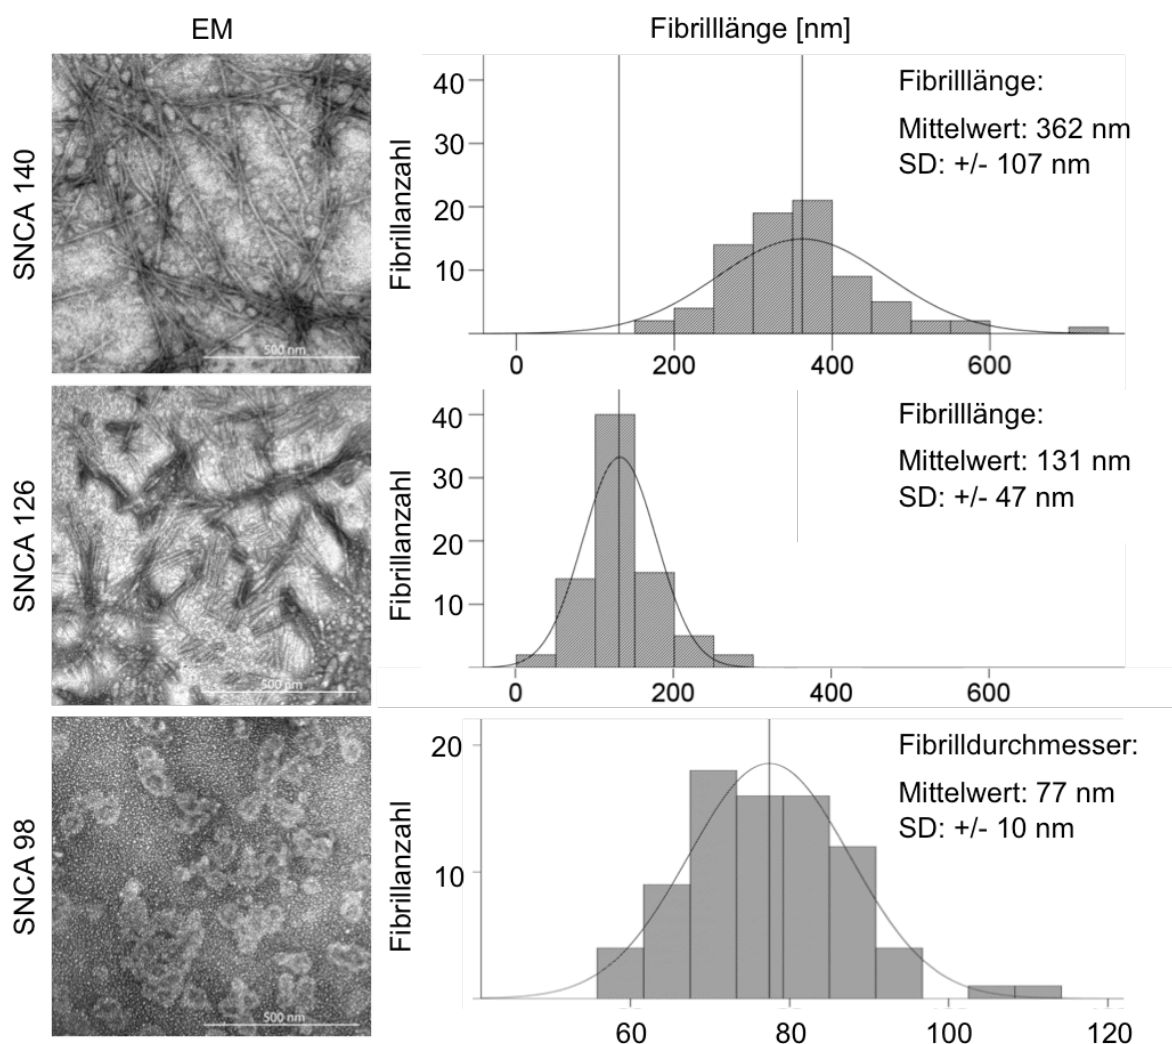 EM
Fibrilllänge [nm]
SNCA 140
500 nm
Fibrillanzahl
40
30
20
10
0
200
400
600
Fibrilllänge:
Mittelwert: 362 nm
SD: +/- 107 nm
SNCA 126
500 nm
Fibrillanzahl
40
30
20
10
0
200
400
600
Fibrilllänge:
Mittelwert: 131 nm
SD: +/- 47 nm
SNCA 98
500 nm
Fibrillanzahl
20
10
60
80
100
120
Fibrilldurchmesser:
Mittelwert: 77 nm
SD: +/- 10 nm